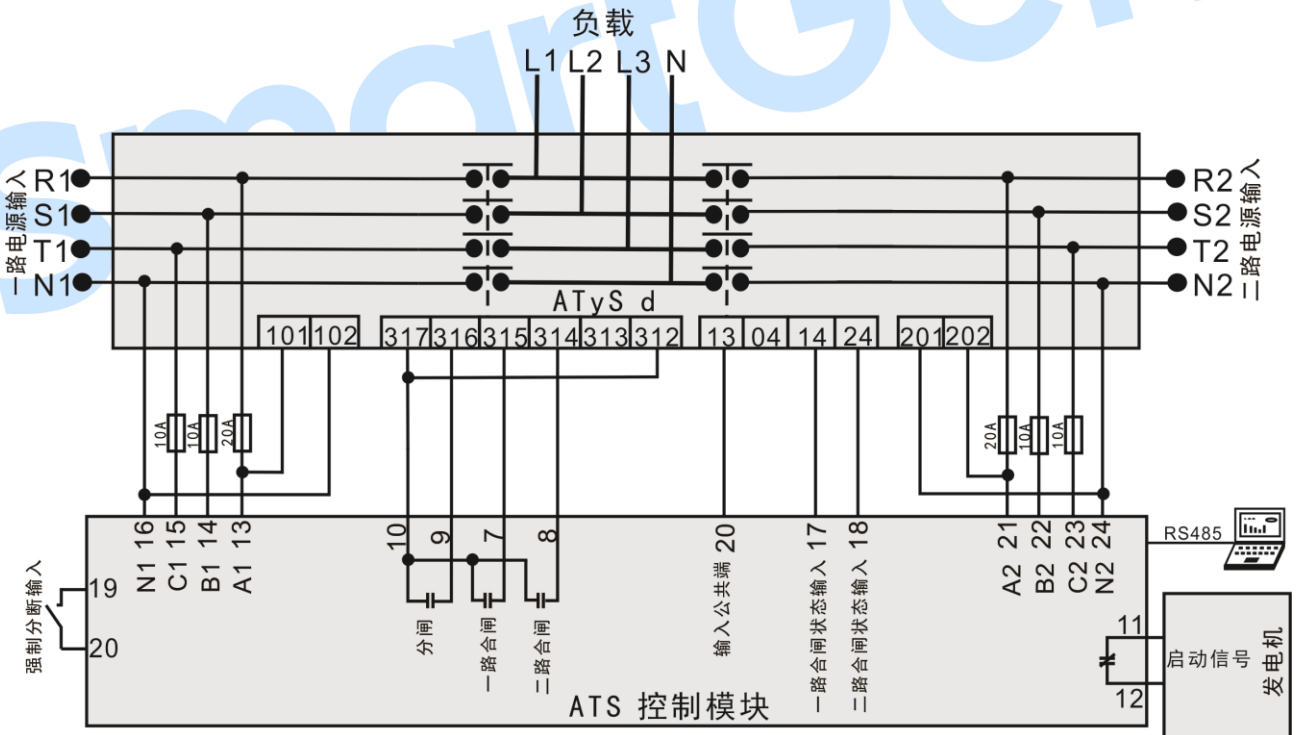 smartGen
负载
L1 L2 L3 N
一路电源输入
R1
S1
T1
N1
R2
S2
T2
N2
二路电源输入
ATyS d
101 102 317 316 315 314 313 312 13 04 14 24 201 202
10A 10A 20A
20A 10A 10A
N1 16
C1 15
B1 14
A1 13
10
9
7
8
输入公共端 20
一路合闸状态输入 17
二路合闸状态输入 18
A2 21
B2 22
C2 23
N2 24
RS485
强制分断输入
19
20
分闸
一路合闸
二路合闸
11
12
启动信号
发电机
ATS 控制模块